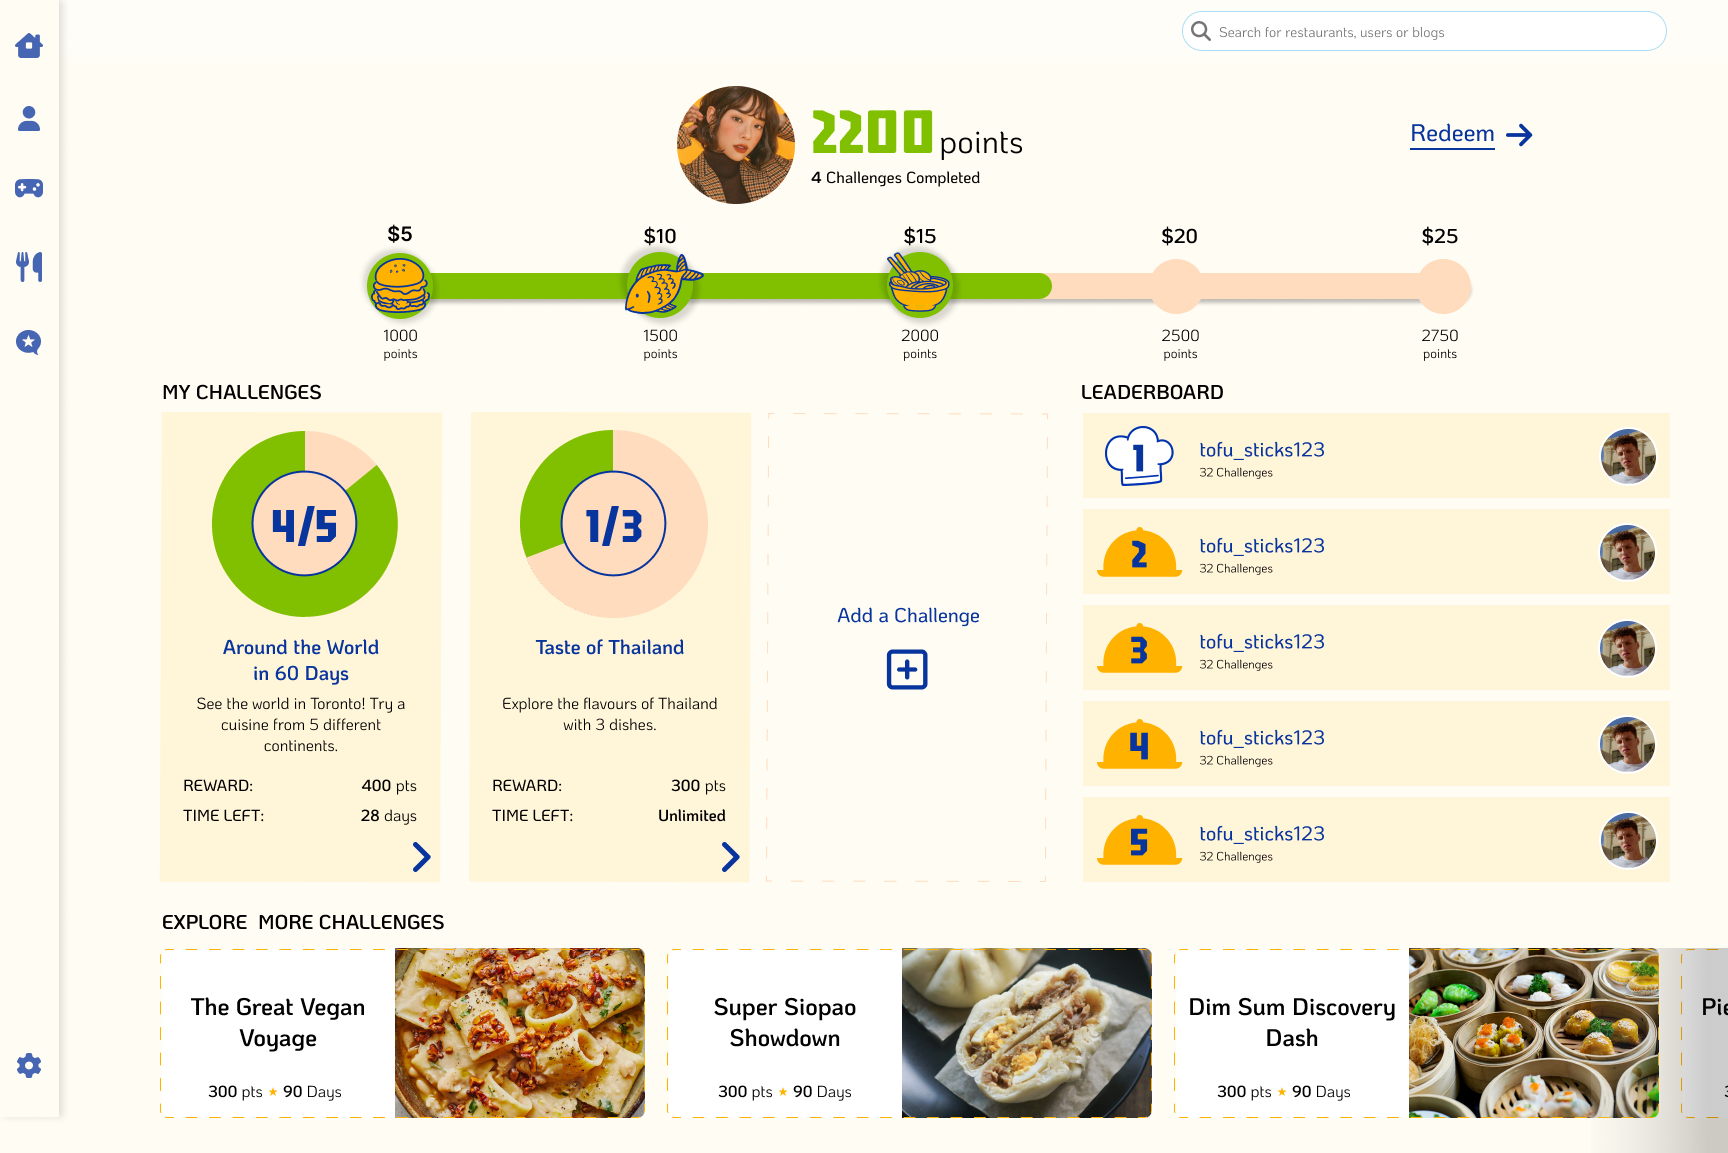 Search for restaurants, users or blogs
2200 points
4 Challenges Completed
Redeem
$5
$10
$15
$20
$25
1000
points
1500
points
2000
points
2500
points
2750
points
MY CHALLENGES
4/5
Around the World
in 60 Days
See the world in Toronto! Try a
cuisine from 5 different
continents.
REWARD: 400 pts
TIME LEFT: 28 days
1/3
Taste of Thailand
Explore the flavours of Thailand
with 3 dishes.
REWARD: 300 pts
TIME LEFT: Unlimited
Add a Challenge
LEADERBOARD
1 tofu_sticks123
32 Challenges
2 tofu_sticks123
32 Challenges
3 tofu_sticks123
32 Challenges
4 tofu_sticks123
32 Challenges
5 tofu_sticks123
32 Challenges
EXPLORE  MORE CHALLENGES
The Great Vegan
Voyage
300 pts ★ 90 Days
Super Siopao
Showdown
300 pts ★ 90 Days
Dim Sum Discovery
Dash
300 pts ★ 90 Days